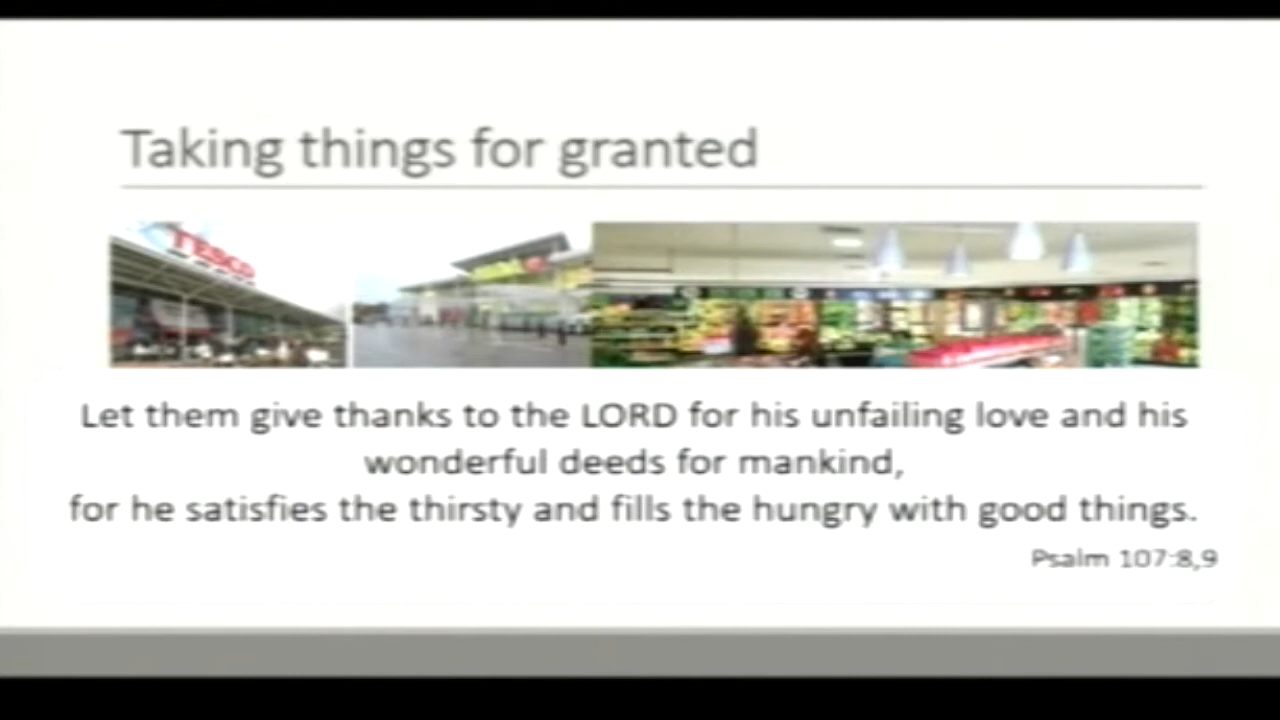 Taking things for granted
TESCO
Let them give thanks to the LORD for his unfailing love and his
wonderful deeds for mankind,
for he satisfies the thirsty and fills the hungry with good things.
Psalm 107:8,9